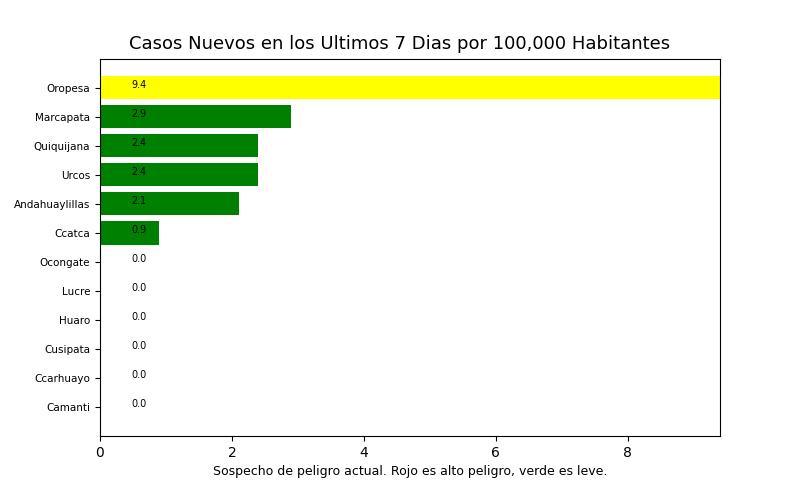 Casos Nuevos en los Ultimos 7 Dias por 100,000 Habitantes
Oropesa 9.4
Marcapata 2.9
Quiquijana 2.4
Urcos 2.4
Andahuaylillas 2.1
Ccatca 0.9
Ocongate 0.0
Lucre 0.0
Huaro 0.0
Cusipata 0.0
Ccarhuayo 0.0
Camanti 0.0
0 2 4 6 8
Sospecho de peligro actual. Rojo es alto peligro, verde es leve.